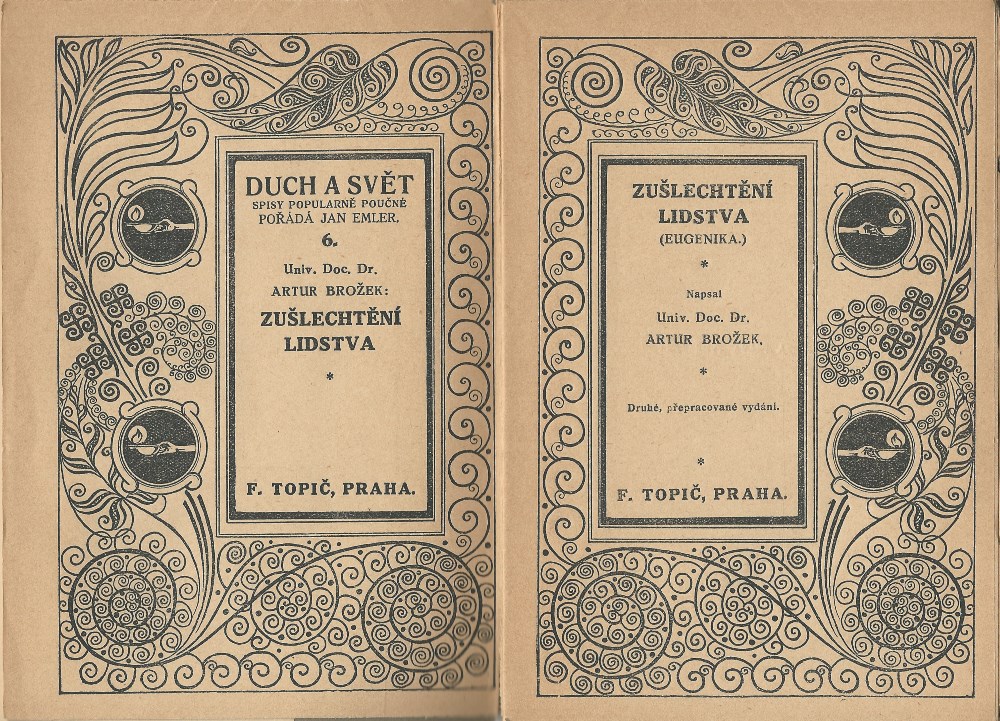 DUCH A SVĚT
SPISY POPULARNĚ POUČNÉ
POŘÁDÁ JAN EMLER.
6.
Univ. Doc. Dr.
ARTUR BROŽEK:
ZUŠLECHTĚNÍ
LIDSTVA
*
F. TOPIČ, PRAHA.
ZUŠLECHTĚNÍ
LIDSTVA
(EUGENIKA.)
*
Napsal
Univ. Doc. Dr.
ARTUR BROŽEK.
*
Druhé, přepracované vydání.
*
F. TOPIČ, PRAHA.